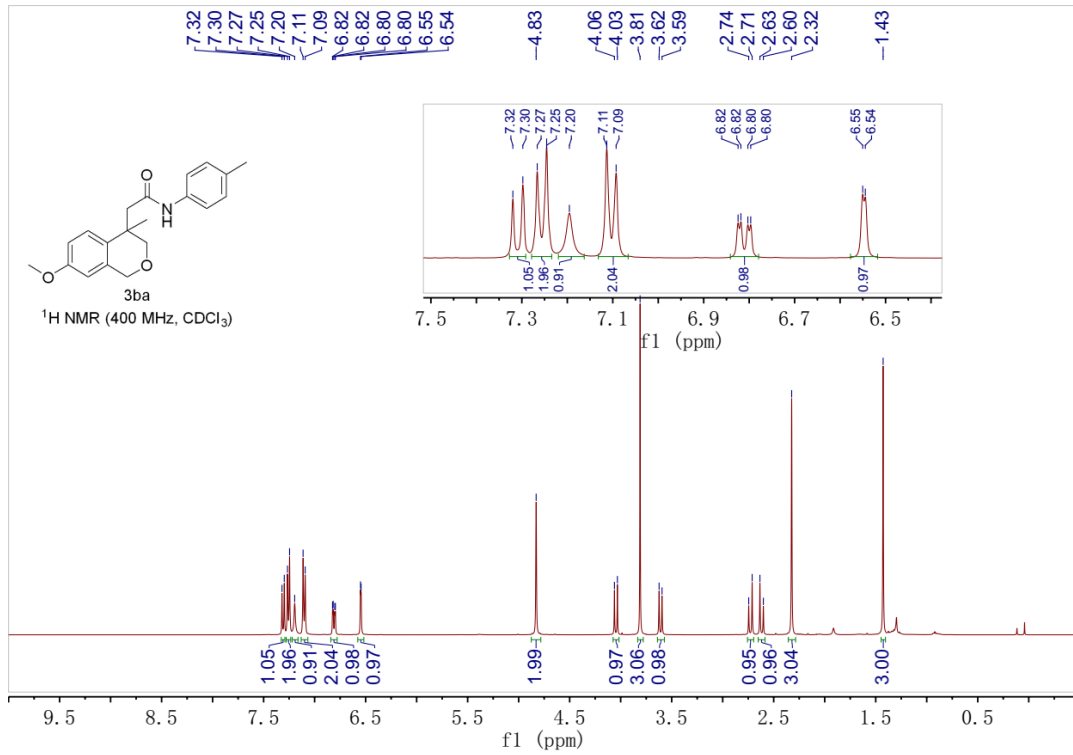 7.32 7.30 7.27 7.25 7.20 7.11 7.09 6.82 6.82 6.80 6.80 6.55 6.54 4.83 4.06 4.03 3.81 3.62 3.59 2.74 2.71 2.63 2.60 2.32 1.43
7.32 7.30 7.27 7.25 7.20 7.11 7.09 6.82 6.82 6.80 6.80 6.55 6.54
1.05 1.96 0.91 2.04 0.98 0.97
7.5 7.3 7.1 6.9 6.7 6.5
f1 (ppm)
O
N
H
O
O
3ba
¹H NMR (400 MHz, CDCl₃)
1.05 1.96 0.91 2.04 0.98 0.97 1.99 0.97 3.06 0.98 0.95 0.96 3.04 3.00
9.5 8.5 7.5 6.5 5.5 4.5 3.5 2.5 1.5 0.5
f1 (ppm)